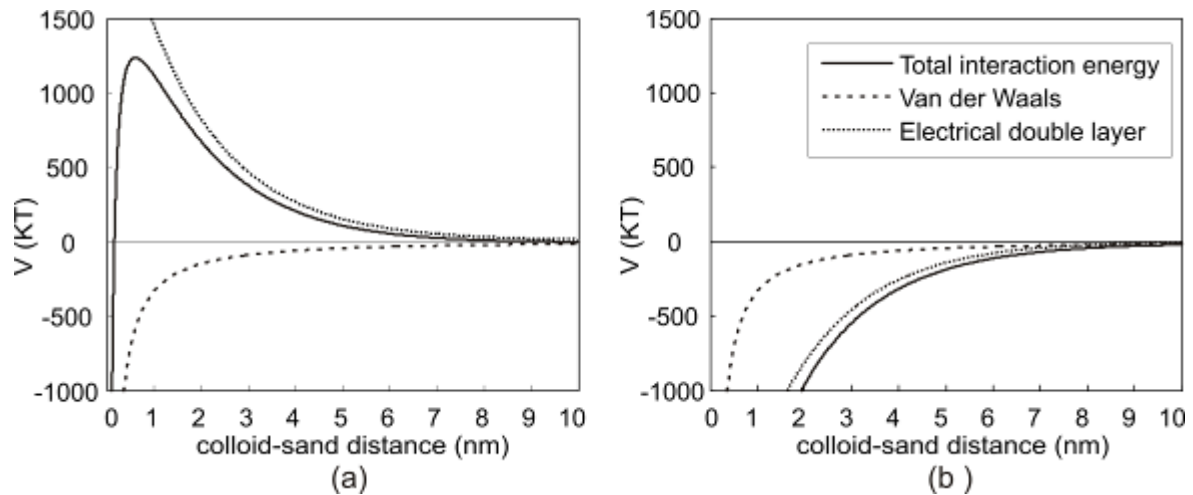 1500
1000
500
0
-500
-1000
V (KT)
0 1 2 3 4 5 6 7 8 9 10
colloid-sand distance (nm)
(a)
1500
1000
500
0
-500
-1000
V (KT)
0 1 2 3 4 5 6 7 8 9 10
colloid-sand distance (nm)
(b )
Total interaction energy
Van der Waals
Electrical double layer